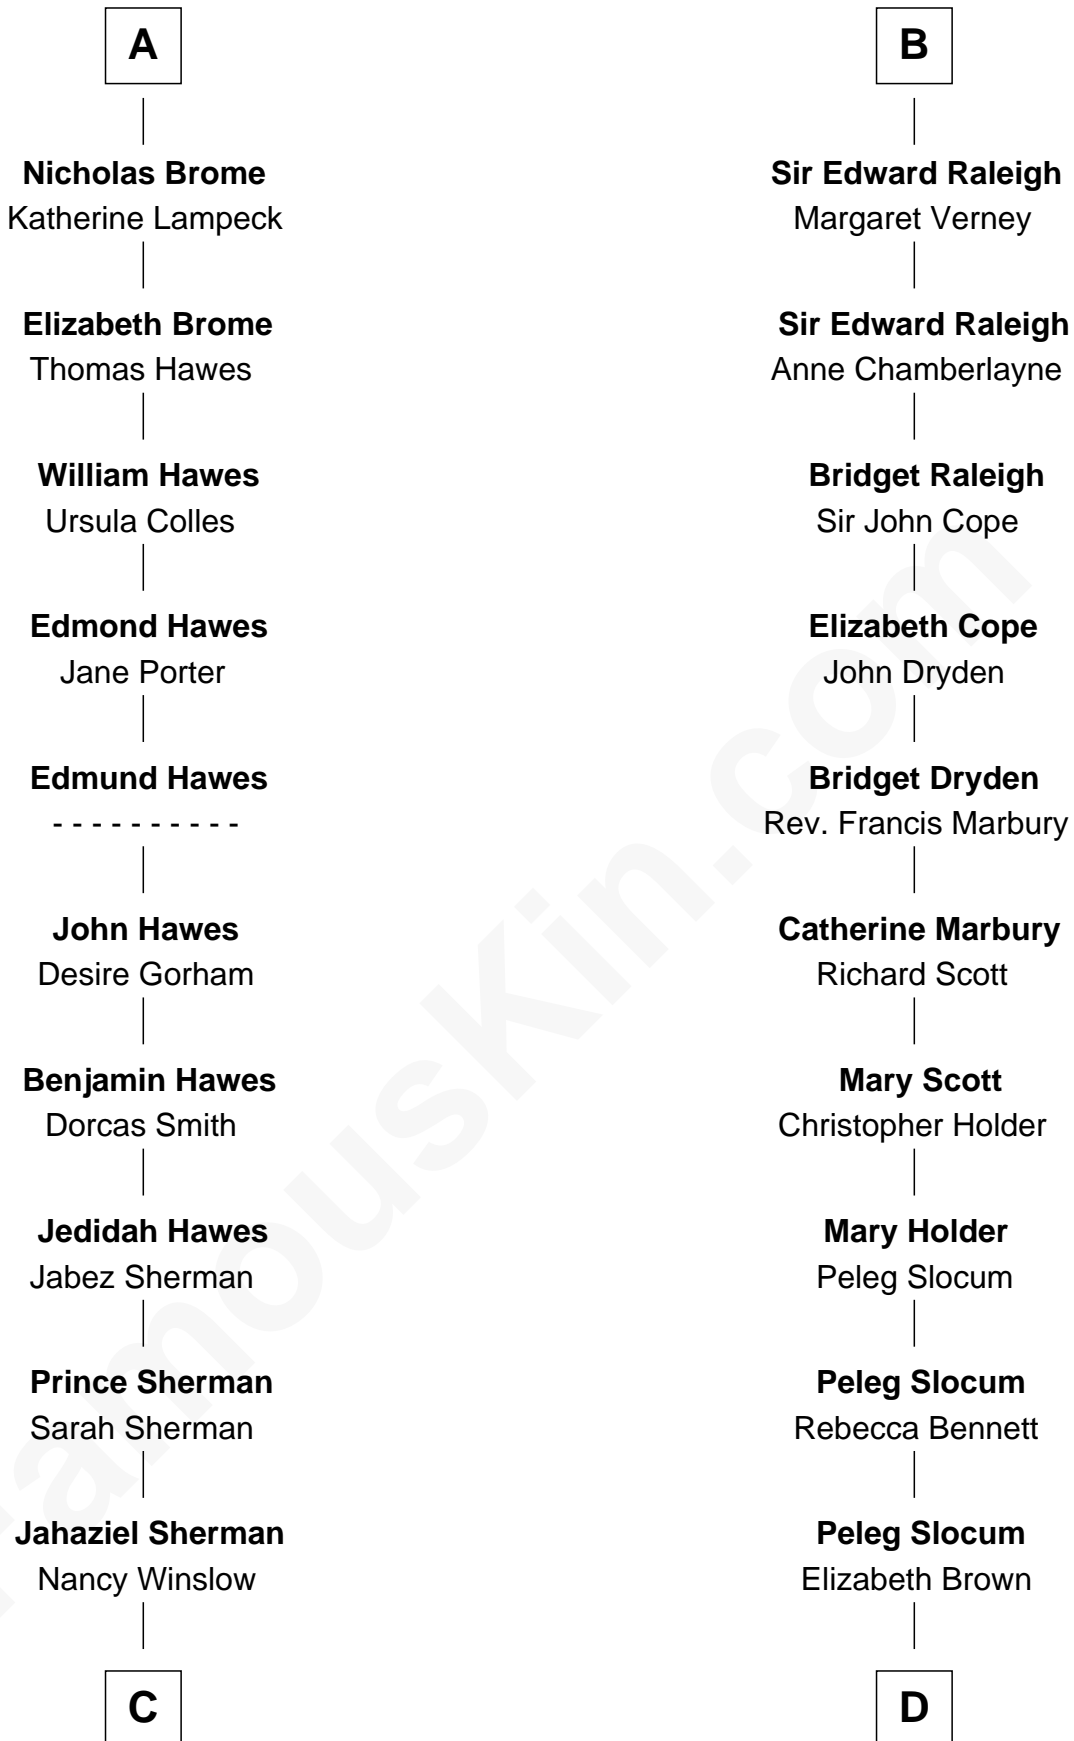 A
Nicholas Brome
Katherine Lampeck
Elizabeth Brome
Thomas Hawes
William Hawes
Ursula Colles
Edmond Hawes
Jane Porter
Edmund Hawes
- - - - - - - - - -
John Hawes
Desire Gorham
Benjamin Hawes
Dorcas Smith
Jedidah Hawes
Jabez Sherman
Prince Sherman
Sarah Sherman
Jahaziel Sherman
Nancy Winslow
C
B
Sir Edward Raleigh
Margaret Verney
Sir Edward Raleigh
Anne Chamberlayne
Bridget Raleigh
Sir John Cope
Elizabeth Cope
John Dryden
Bridget Dryden
Rev. Francis Marbury
Catherine Marbury
Richard Scott
Mary Scott
Christopher Holder
Mary Holder
Peleg Slocum
Peleg Slocum
Rebecca Bennett
Peleg Slocum
Elizabeth Brown
D
FamousKin.com